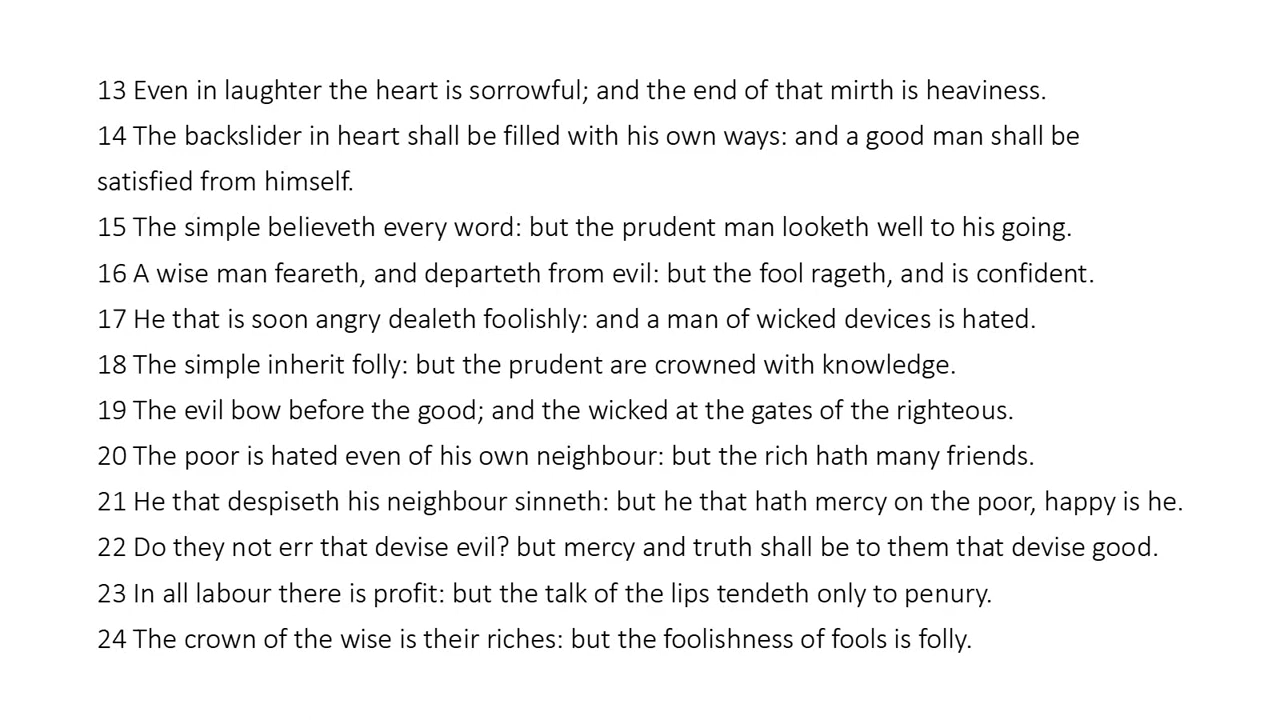 13 Even in laughter the heart is sorrowful; and the end of that mirth is heaviness.
14 The backslider in heart shall be filled with his own ways: and a good man shall be
satisfied from himself.
15 The simple believeth every word: but the prudent man looketh well to his going.
16 A wise man feareth, and departeth from evil: but the fool rageth, and is confident.
17 He that is soon angry dealeth foolishly: and a man of wicked devices is hated.
18 The simple inherit folly: but the prudent are crowned with knowledge.
19 The evil bow before the good; and the wicked at the gates of the righteous.
20 The poor is hated even of his own neighbour: but the rich hath many friends.
21 He that despiseth his neighbour sinneth: but he that hath mercy on the poor, happy is he.
22 Do they not err that devise evil? but mercy and truth shall be to them that devise good.
23 In all labour there is profit: but the talk of the lips tendeth only to penury.
24 The crown of the wise is their riches: but the foolishness of fools is folly.